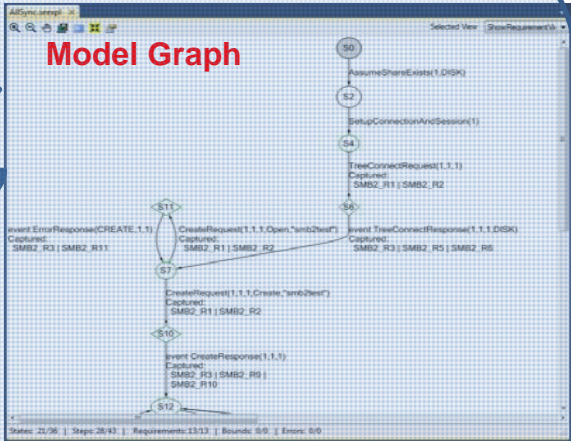 AllSync.seexpl
Selected View ShowRequirementVi
Model Graph
S0
AssumeShareExists(1,DISK)
S2
SetupConnectionAndSession(1)
S4
TreeConnectRequest(1,1,1)
Captured:
SMB2_R1 | SMB2_R2
S11
S6
event ErrorResponse(CREATE,1,1)
Captured:
SMB2_R3 | SMB2_R11
CreateRequest(1,1,1,Open,"smb2test")
Captured:
SMB2_R1 | SMB2_R2
event TreeConnectResponse(1,1,1,DISK)
Captured:
SMB2_R3 | SMB2_R5 | SMB2_R6
S7
CreateRequest(1,1,1,Create,"smb2test")
Captured:
SMB2_R1 | SMB2_R2
S10
event CreateResponse(1,1,1)
Captured:
SMB2_R3 | SMB2_R9 |
SMB2_R10
S12
States: 21/36 | Steps: 28/43 | Requirements: 13/13 | Bounds: 0/0 | Errors: 0/0